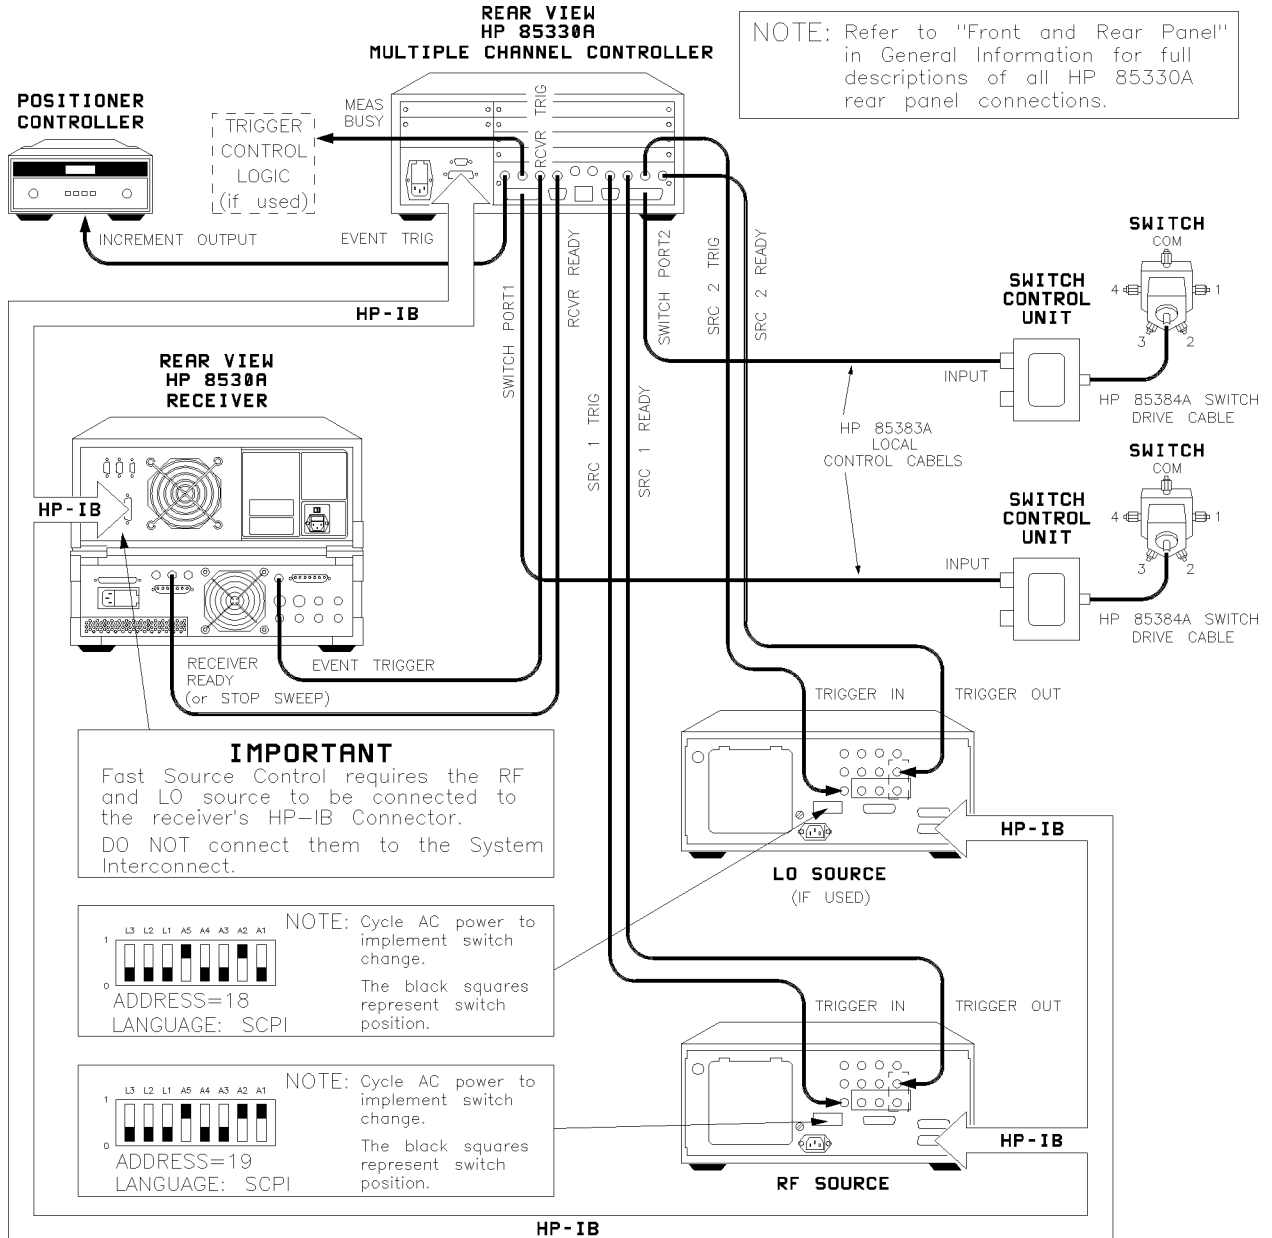 REAR VIEW
HP 85330A
MULTIPLE CHANNEL CONTROLLER
NOTE: Refer to "Front and Rear Panel"
in General Information for full
descriptions of all HP 85330A
rear panel connections.
POSITIONER
CONTROLLER
TRIGGER
CONTROL
LOGIC
(if used)
MEAS
BUSY
RCVR TRIG
INCREMENT OUTPUT
EVENT TRIG
HP-IB
SWITCH PORT1
RCVR READY
SWITCH PORT2
SRC 2 TRIG
SRC 2 READY
SRC 1 TRIG
SRC 1 READY
SWITCH
COM
4
1
3
2
SWITCH
CONTROL
UNIT
INPUT
HP 85384A SWITCH
DRIVE CABLE
HP 85383A
LOCAL
CONTROL CABELS
SWITCH
COM
4
1
3
2
SWITCH
CONTROL
UNIT
INPUT
HP 85384A SWITCH
DRIVE CABLE
REAR VIEW
HP 8530A
RECEIVER
HP-IB
RECEIVER
READY
(or STOP SWEEP)
EVENT TRIGGER
TRIGGER IN
TRIGGER OUT
IMPORTANT
Fast Source Control requires the RF
and LO source to be connected to
the receiver's HP-IB Connector.
DO NOT connect them to the System
Interconnect.
HP-IB
LO SOURCE
(IF USED)
L3 L2 L1 A5 A4 A3 A2 A1
1
0
ADDRESS=18
LANGUAGE: SCPI
NOTE: Cycle AC power to
implement switch
change.
The black squares
represent switch
position.
TRIGGER IN
TRIGGER OUT
L3 L2 L1 A5 A4 A3 A2 A1
1
0
ADDRESS=19
LANGUAGE: SCPI
NOTE: Cycle AC power to
implement switch
change.
The black squares
represent switch
position.
HP-IB
RF SOURCE
HP-IB